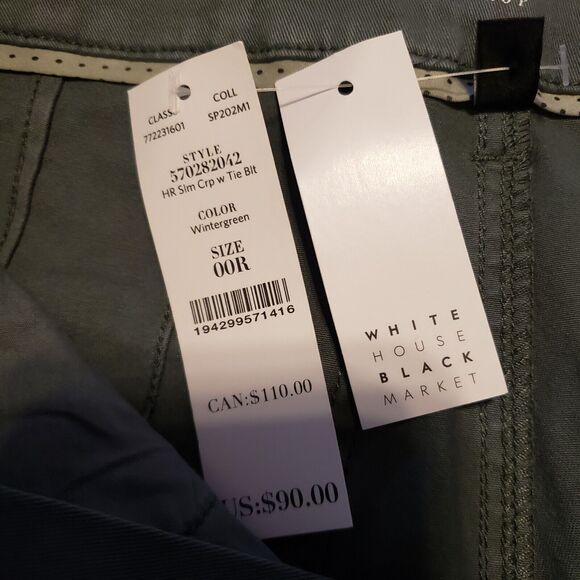 CLASS
772231601
COLL
SP202M1
STYLE
570282042
HR Slm Crp w Tie Blt
COLOR
Wintergreen
SIZE
00R
194299571416
CAN:$110.00
US:$90.00
WHITE
HOUSE
BLACK
MARKET